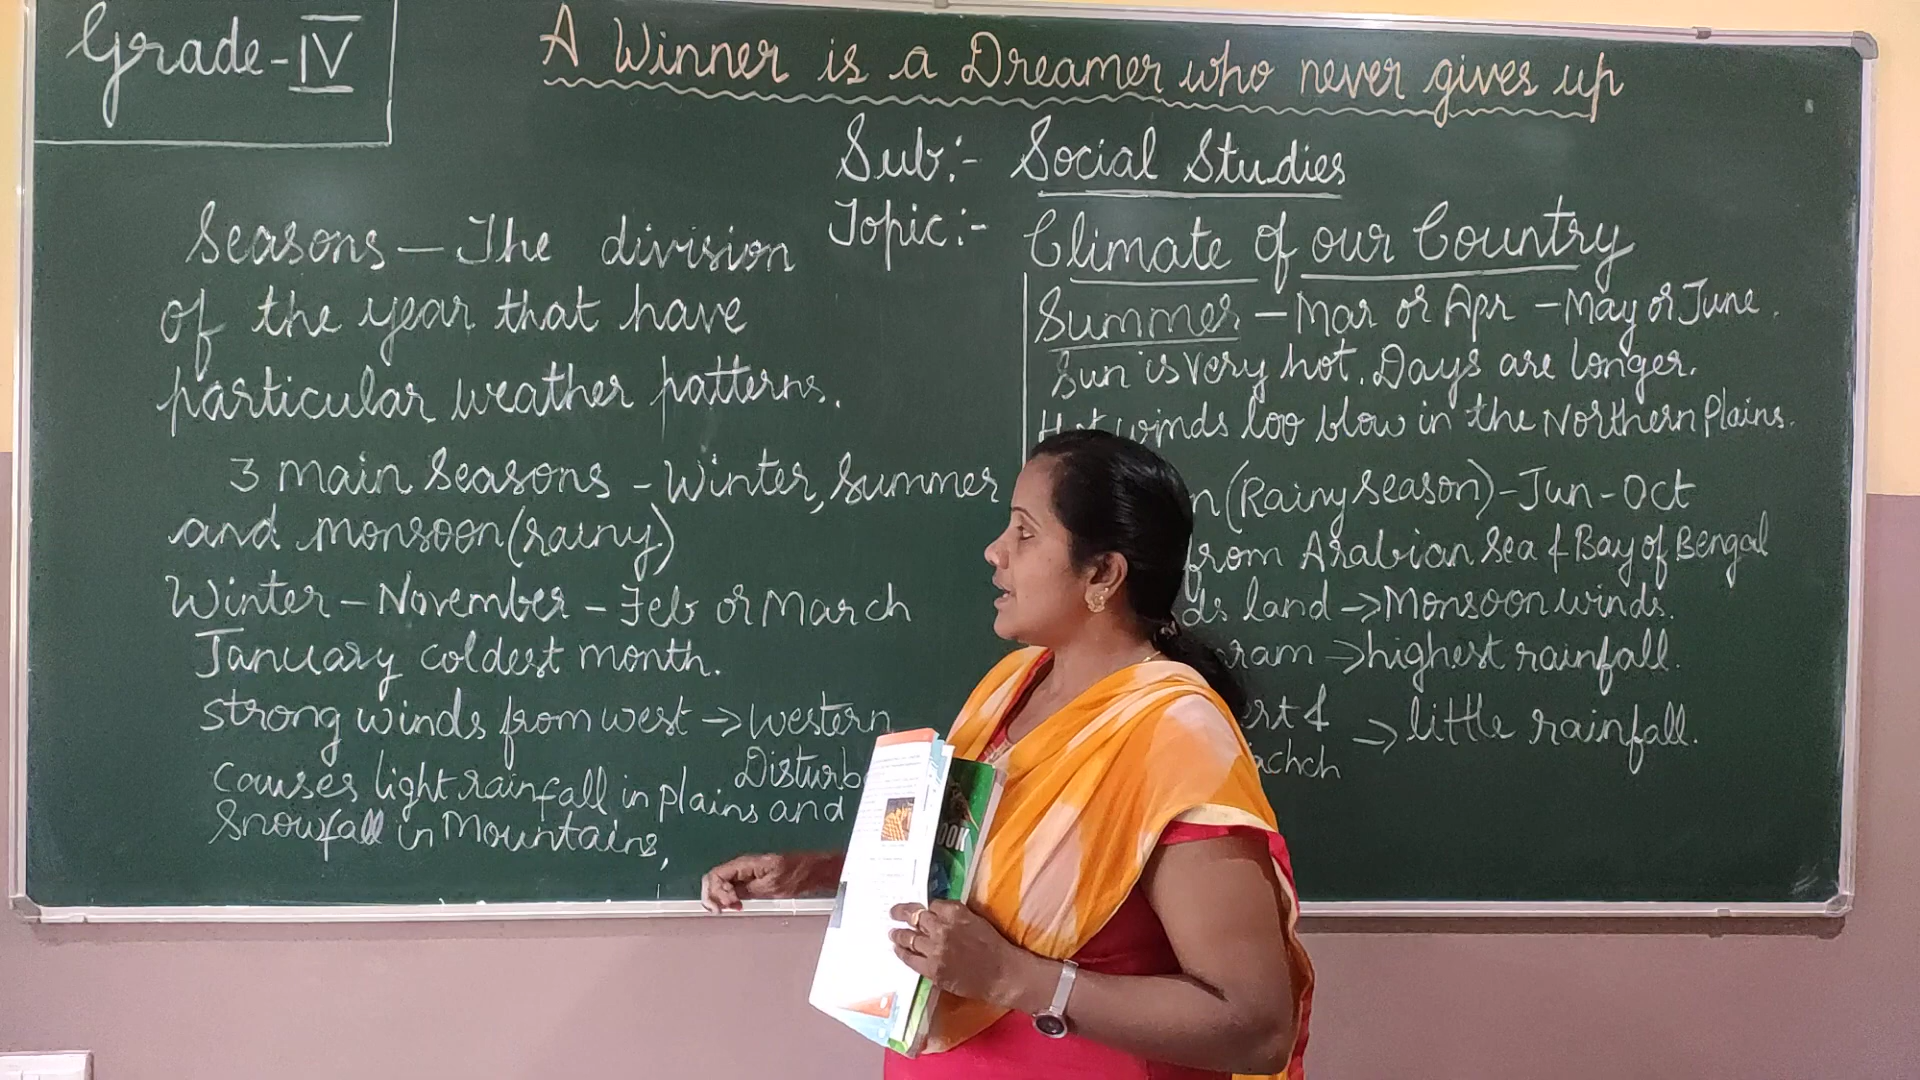 Grade-IV
A Winner is a Dreamer who never gives up
Sub:- Social Studies
Topic:- Climate of our Country
Seasons - The division
of the year that have
particular weather patterns.
3 main seasons - Winter, Summer
and monsoon (rainy)
Winter - November - Feb or March
January coldest month.
strong winds from west → western
Disturb
causes light rainfall in plains and
Snowfall in Mountains,
Summer - Mar or Apr - May or June.
Sun is very hot. Days are longer.
Hot winds loo blow in the Northern Plains.
n (Rainy season) - Jun - Oct
from Arabian Sea & Bay of Bengal
ds land → Monsoon winds.
ram → highest rainfall.
ert & → little rainfall.
achch
OOK